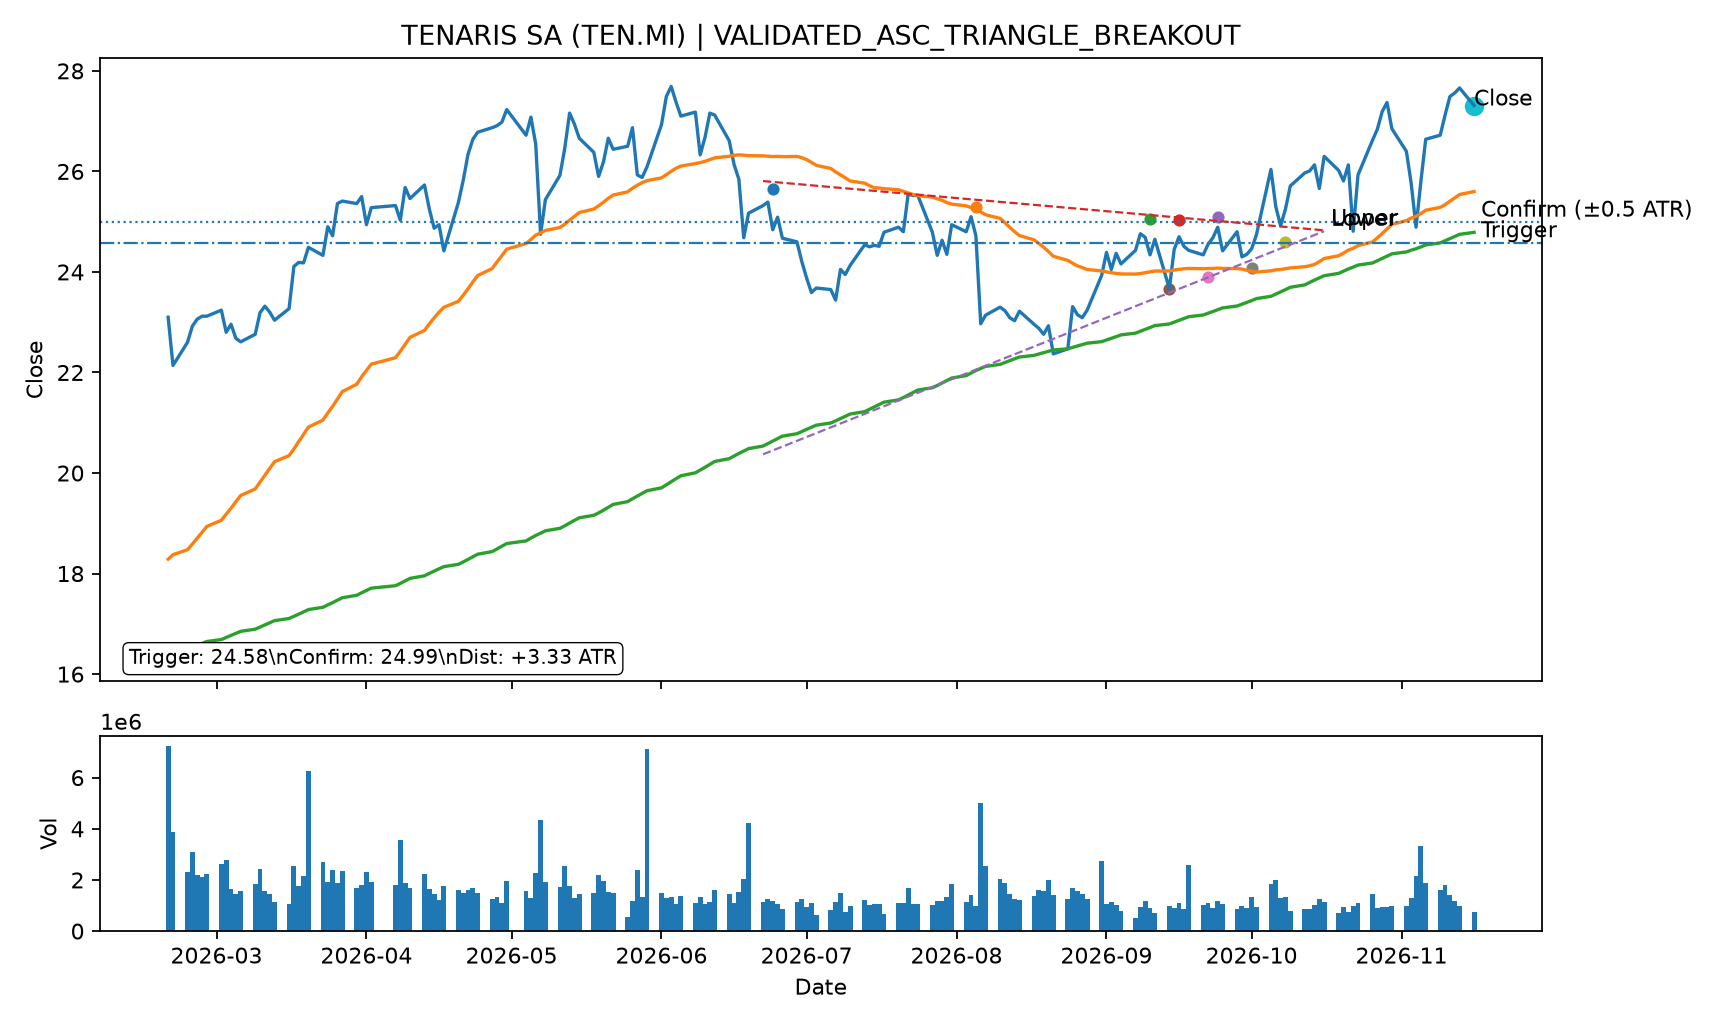 TENARIS SA (TEN.MI) | VALIDATED_ASC_TRIANGLE_BREAKOUT
28
26
24
22
20
18
16
Close
Close
Confirm (±0.5 ATR)
Trigger
Upper
Lower
Trigger: 24.58\nConfirm: 24.99\nDist: +3.33 ATR
1e6
6
4
2
0
Vol
2026-03 2026-04 2026-05 2026-06 2026-07 2026-08 2026-09 2026-10 2026-11
Date